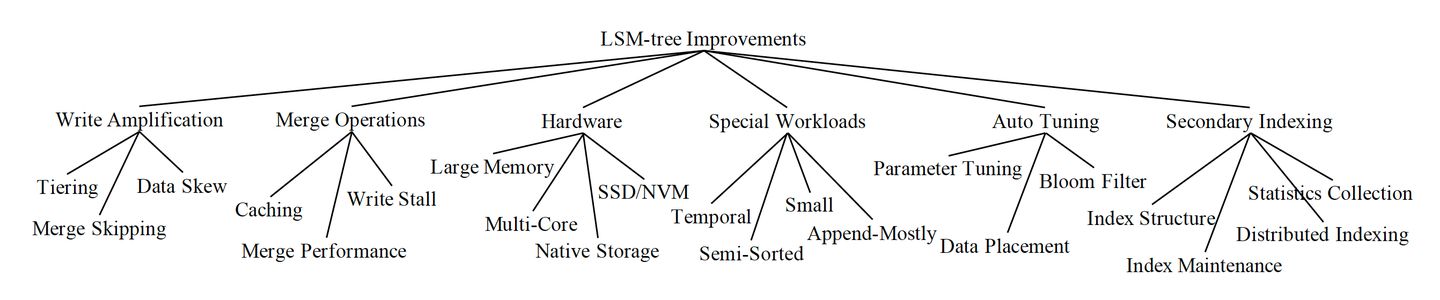 LSM-tree Improvements
Write Amplification
Merge Operations
Hardware
Special Workloads
Auto Tuning
Secondary Indexing
Tiering
Data Skew
Merge Skipping
Caching
Write Stall
Merge Performance
Large Memory
SSD/NVM
Multi-Core
Native Storage
Temporal
Small
Append-Mostly
Semi-Sorted
Parameter Tuning
Bloom Filter
Data Placement
Statistics Collection
Index Structure
Distributed Indexing
Index Maintenance